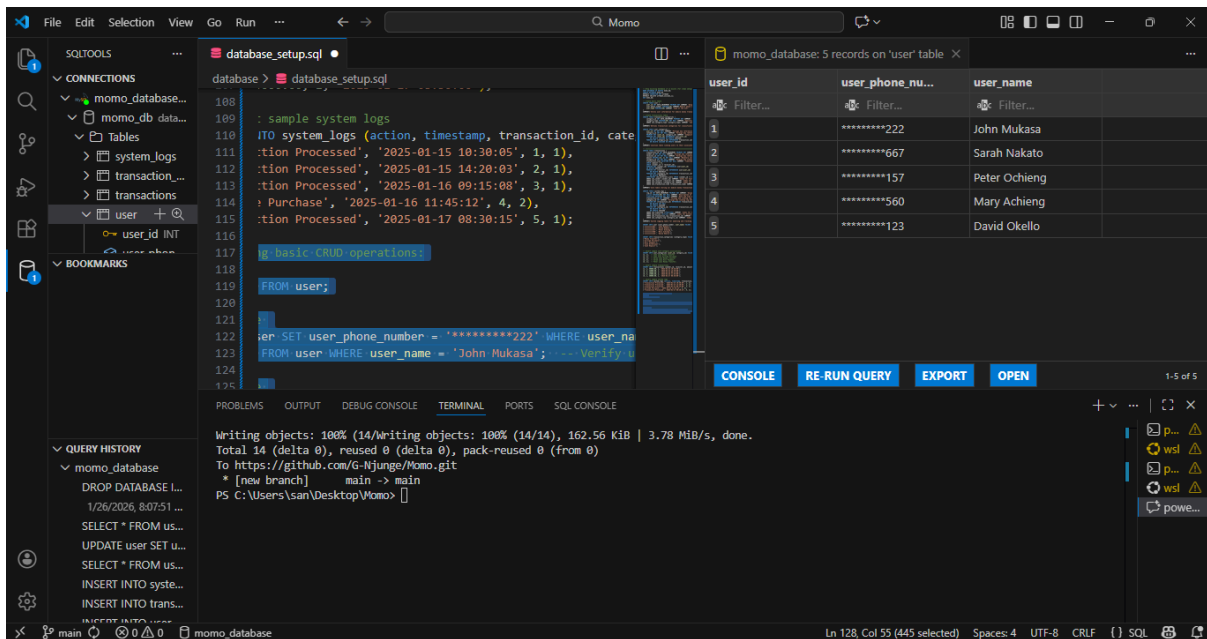 File Edit Selection View Go Run ··· ← → Momo
SQLTOOLS ···
CONNECTIONS
momo_database...
momo_db data...
Tables
system_logs
transaction_...
transactions
user
user_id INT
BOOKMARKS
QUERY HISTORY
momo_database
DROP DATABASE I...
1/26/2026, 8:07:51 ...
SELECT * FROM us...
UPDATE user SET u...
SELECT * FROM us...
INSERT INTO syste...
INSERT INTO trans...
INSERT INTO user
database_setup.sql ●
database > database_setup.sql
108
109 : sample system logs
110 NTO system_logs (action, timestamp, transaction_id, cate
111 ction Processed', '2025-01-15 10:30:05', 1, 1),
112 ction Processed', '2025-01-15 14:20:03', 2, 1),
113 ction Processed', '2025-01-16 09:15:08', 3, 1),
114 e Purchase', '2025-01-16 11:45:12', 4, 2),
115 ction Processed', '2025-01-17 08:30:15', 5, 1);
116
117 ng basic CRUD operations:
118
119 FROM user;
120
121
122 ser SET user_phone_number = '*********222' WHERE user_na
123 FROM user WHERE user_name = 'John Mukasa'; -- Verify u
124
125
momo_database: 5 records on 'user' table ×
user_id user_phone_nu... user_name
Filter... Filter... Filter...
1 *********222 John Mukasa
2 *********667 Sarah Nakato
3 *********157 Peter Ochieng
4 *********560 Mary Achieng
5 *********123 David Okello
CONSOLE RE-RUN QUERY EXPORT OPEN 1-5 of 5
PROBLEMS OUTPUT DEBUG CONSOLE TERMINAL PORTS SQL CONSOLE
Writing objects: 100% (14/Writing objects: 100% (14/14), 162.56 KiB | 3.78 MiB/s, done.
Total 14 (delta 0), reused 0 (delta 0), pack-reused 0 (from 0)
To https://github.com/G-Njunge/Momo.git
* [new branch] main -> main
PS C:\Users\san\Desktop\Momo>
p...
wsl
p...
wsl
powe...
main 0 0 momo_database Ln 128, Col 55 (445 selected) Spaces: 4 UTF-8 CRLF {} SQL